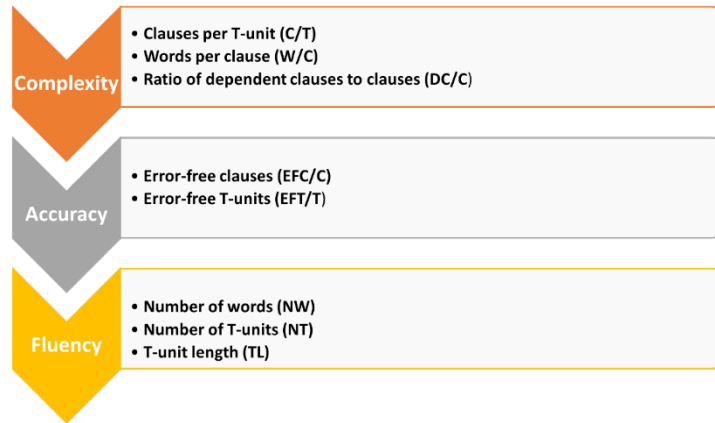 Complexity
• Clauses per T-unit (C/T)
• Words per clause (W/C)
• Ratio of dependent clauses to clauses (DC/C)
Accuracy
• Error-free clauses (EFC/C)
• Error-free T-units (EFT/T)
Fluency
• Number of words (NW)
• Number of T-units (NT)
• T-unit length (TL)